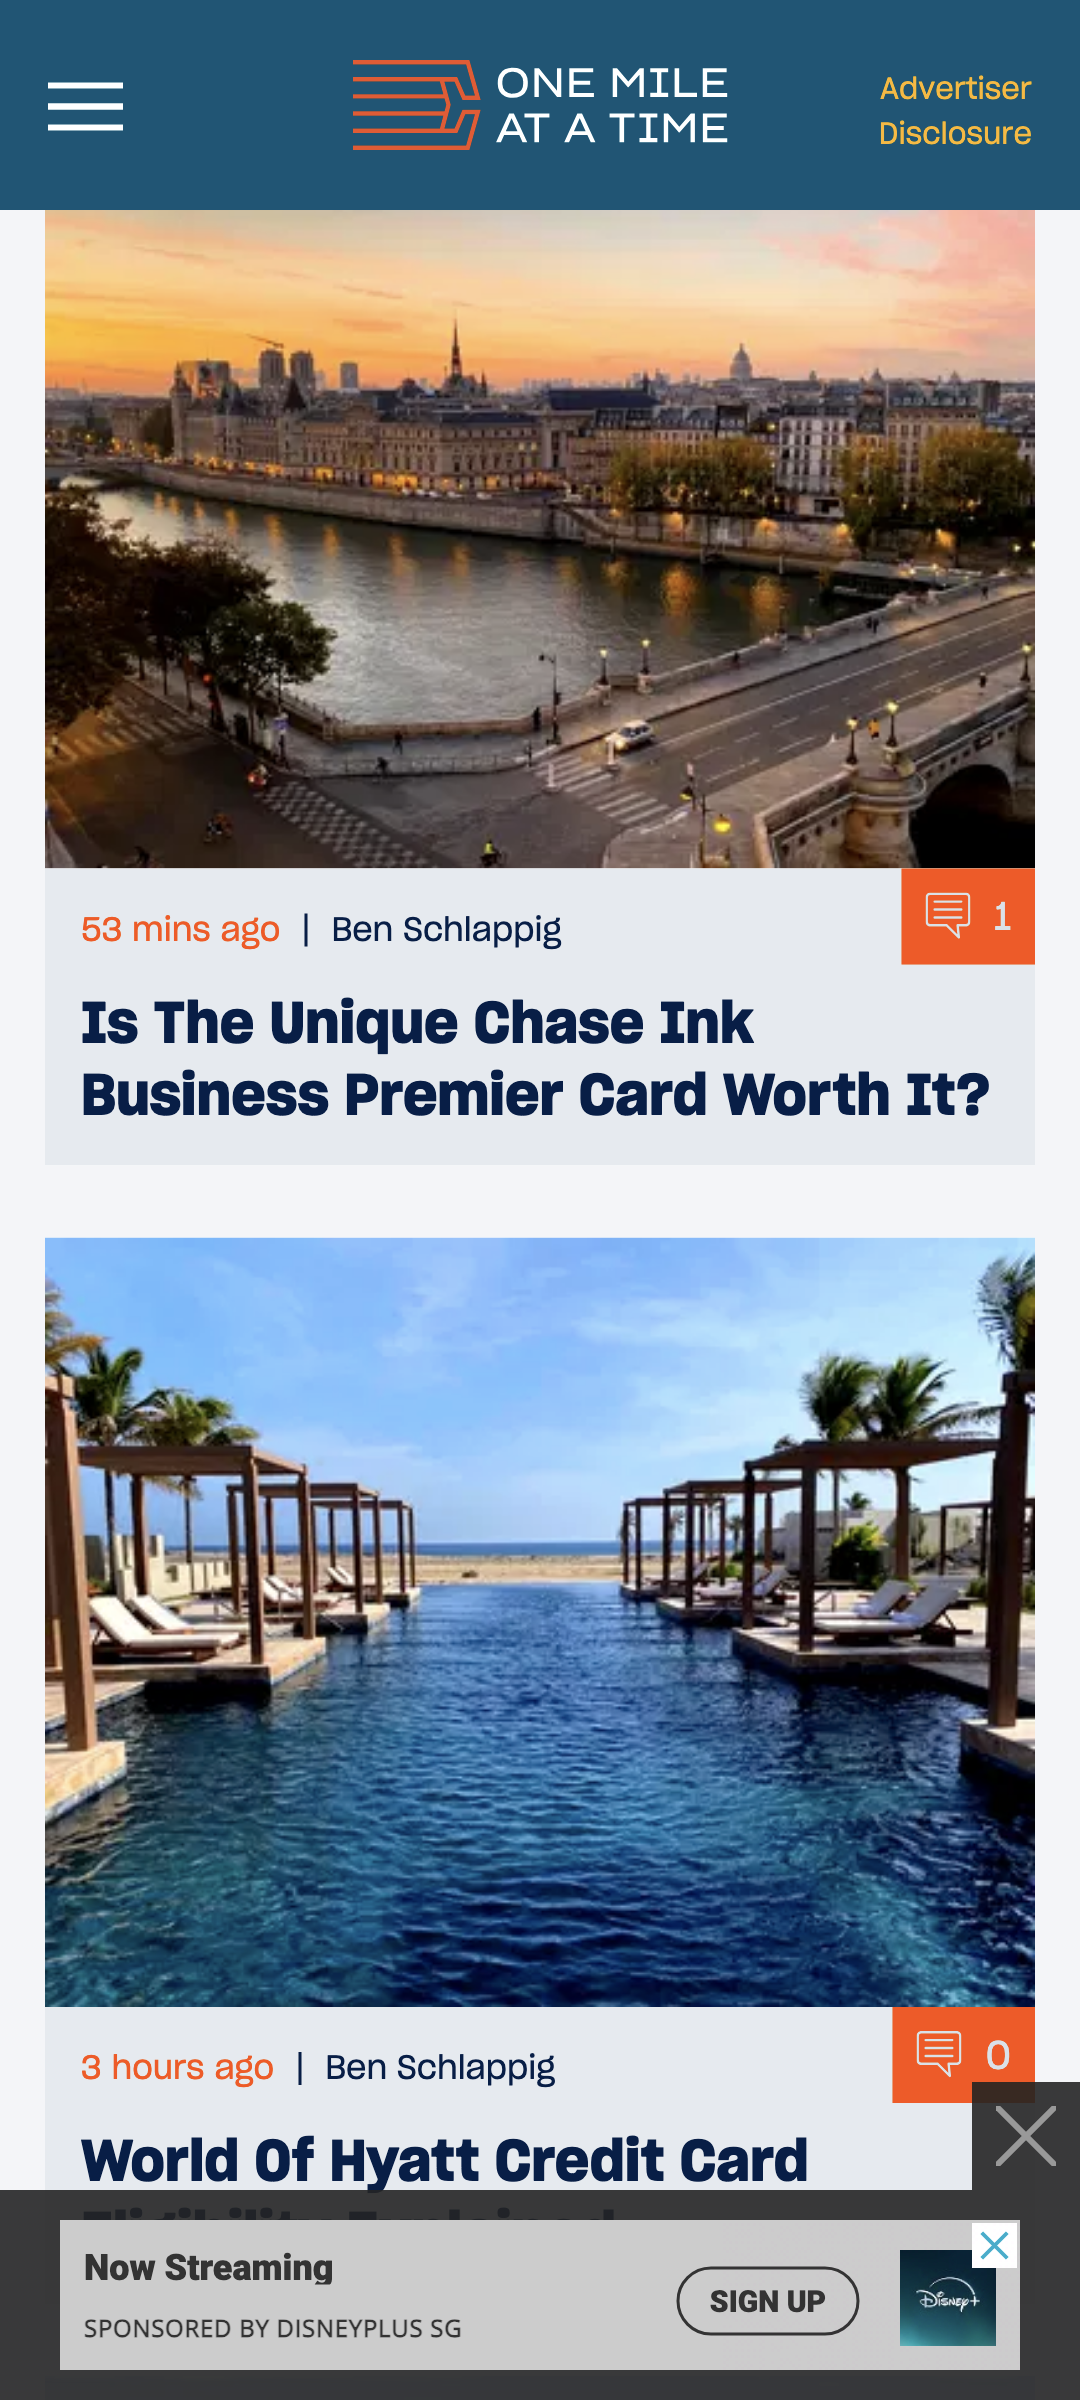 ONE MILE
AT A TIME
Advertiser
Disclosure
53 mins ago | Ben Schlappig
1
Is The Unique Chase Ink
Business Premier Card Worth It?
3 hours ago | Ben Schlappig
0
World Of Hyatt Credit Card
Now Streaming
SPONSORED BY DISNEYPLUS SG
SIGN UP
Disney+